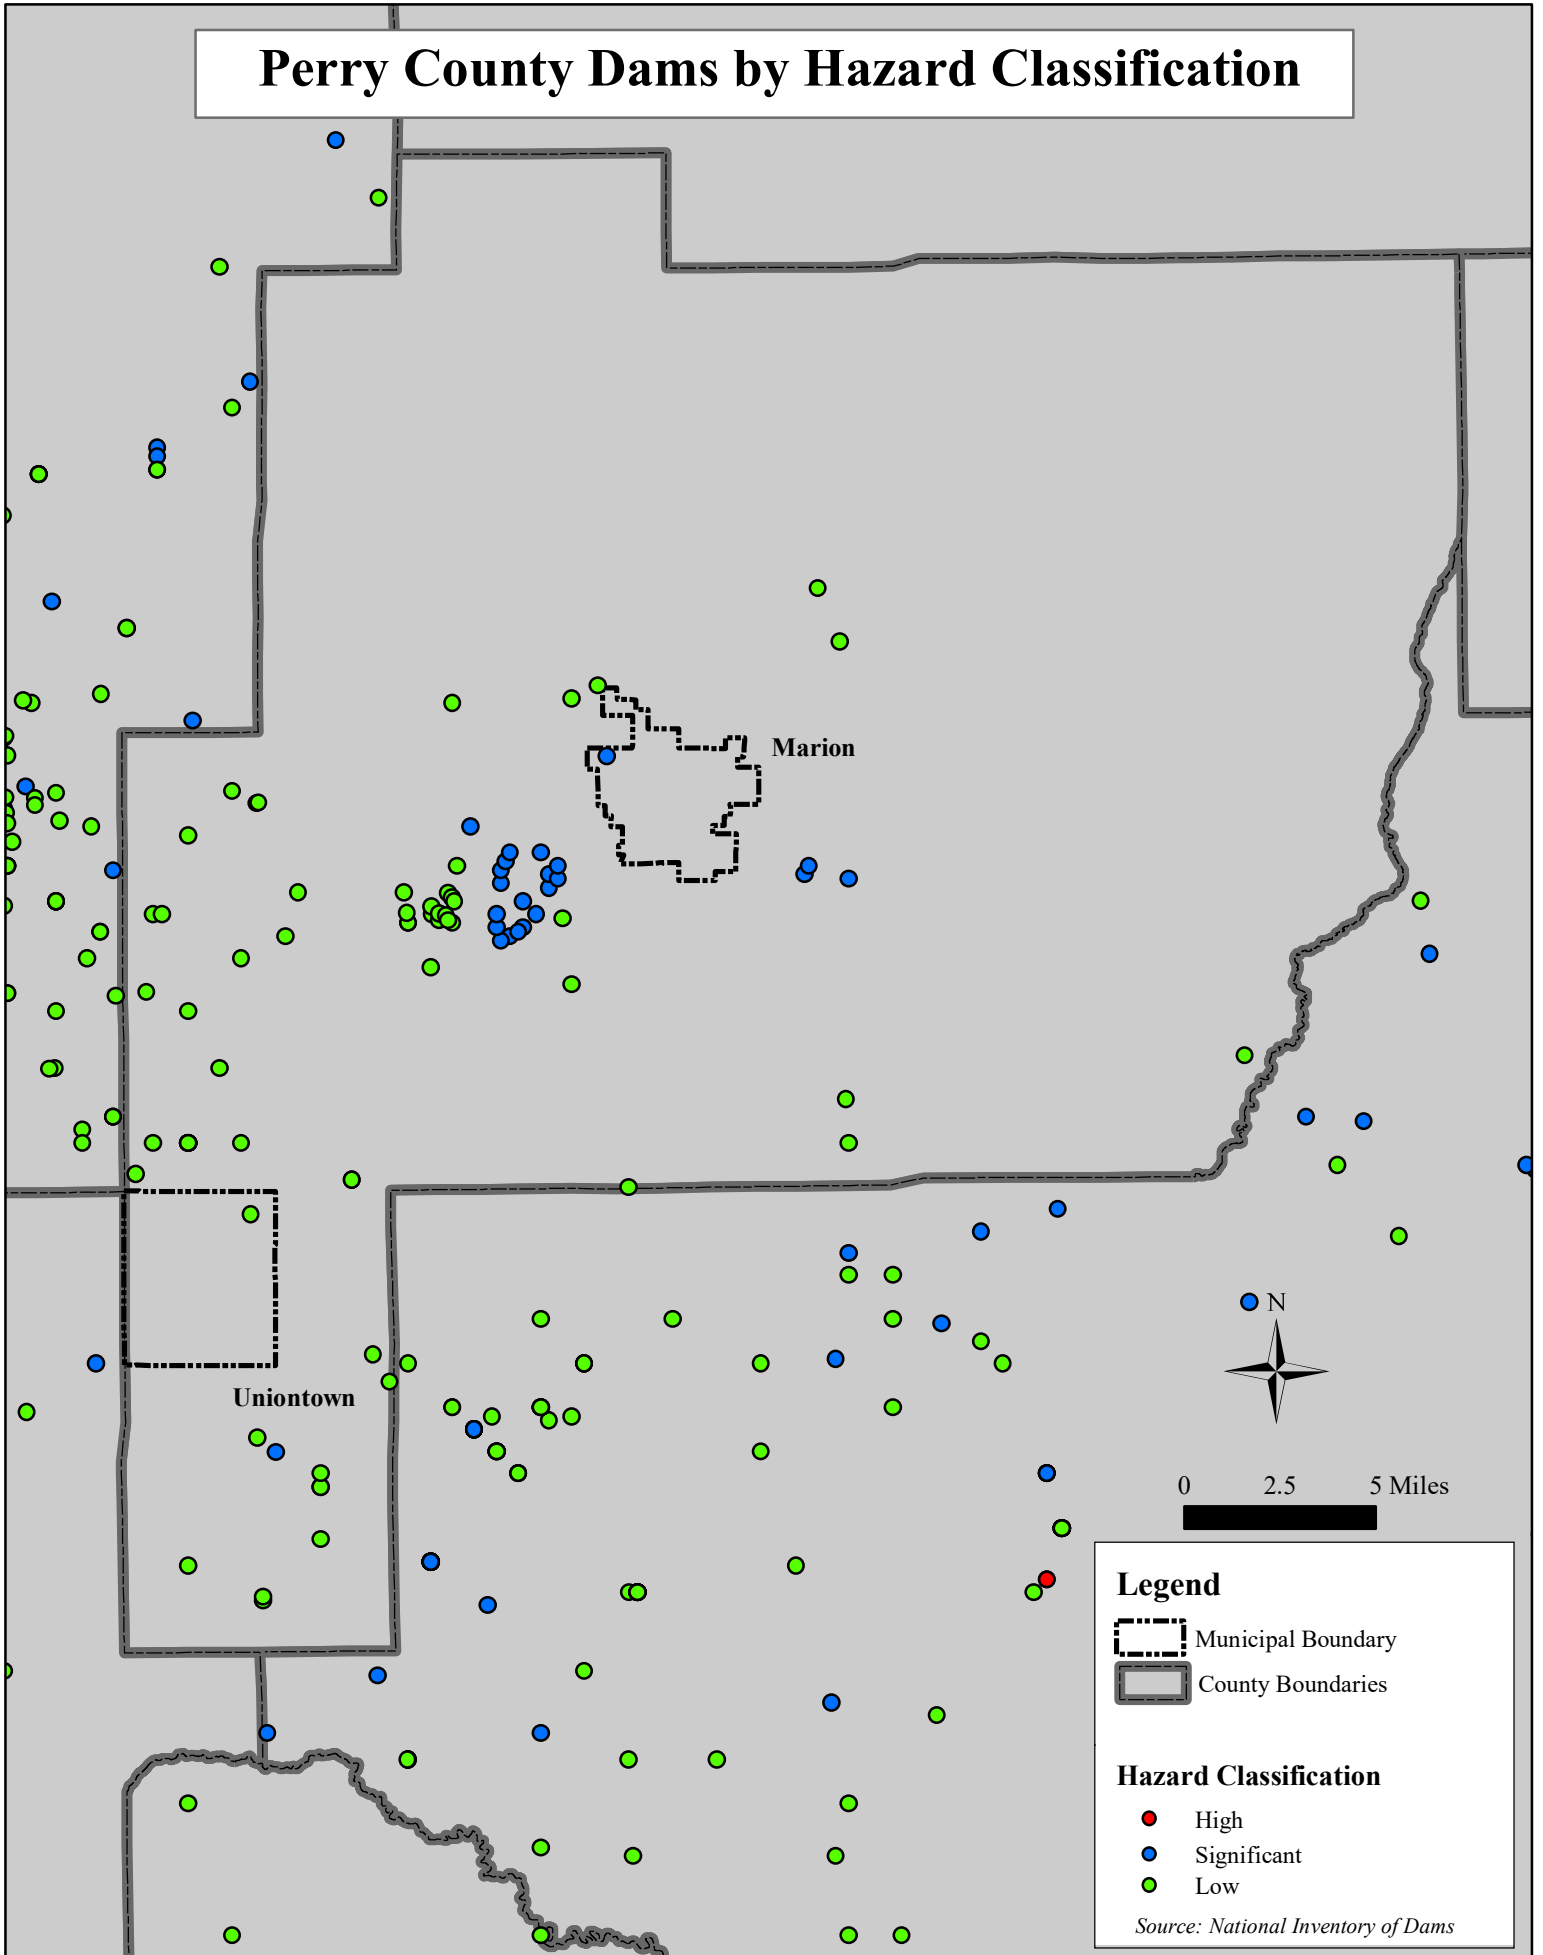 Perry County Dams by Hazard Classification
Marion
Uniontown
N
0 2.5 5 Miles
Legend
Municipal Boundary
County Boundaries
Hazard Classification
High
Significant
Low
Source: National Inventory of Dams